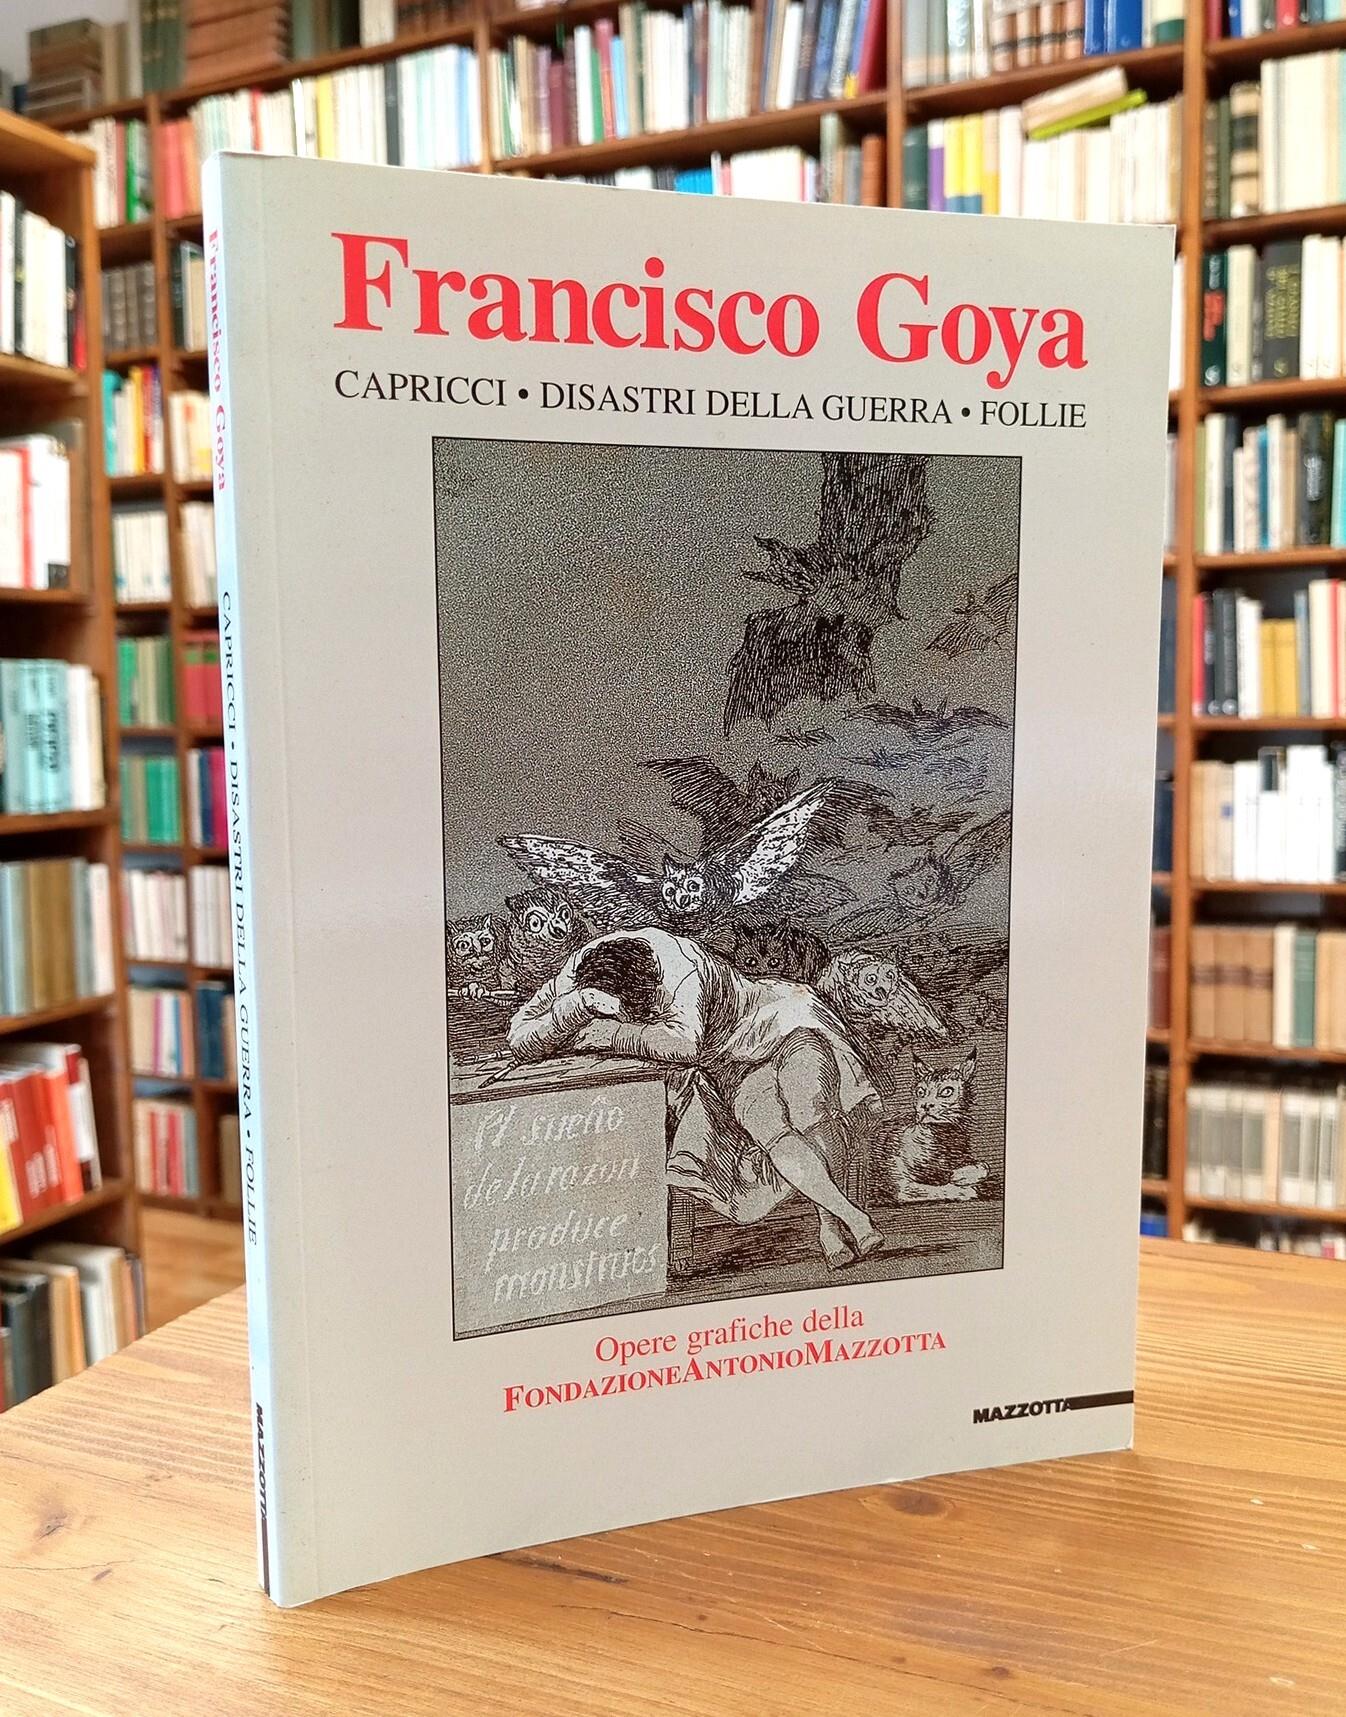 Francisco Goya
CAPRICCI • DISASTRI DELLA GUERRA • FOLLIE
El sueño
de la razon
produce
monstruos
Opere grafiche della
FONDAZIONEANTONIOMAZZOTTA
MAZZOTTA
Francisco Goya
CAPRICCI • DISASTRI DELLA GUERRA • FOLLIE
MAZZOTTA